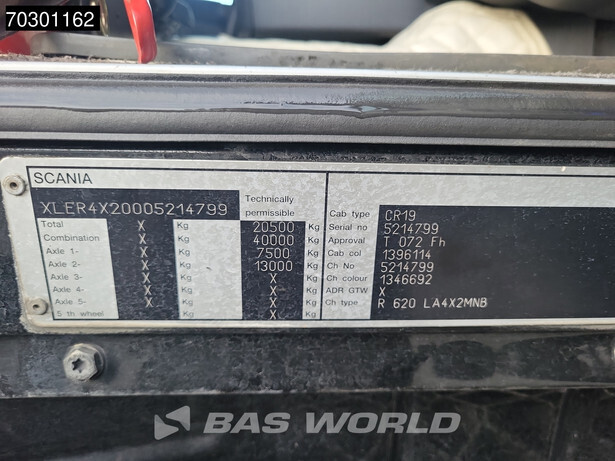 70301162
SCANIA
XLER4X20005214799
Technically permissible
Total X Kg 20500 Kg
Combination X Kg 40000 Kg
Axle 1- X Kg 7500 Kg
Axle 2- X Kg 13000 Kg
Axle 3- X Kg X Kg
Axle 4- X Kg X Kg
Axle 5- X Kg X Kg
5 th wheel X Kg X Kg
Cab type CR19
Serial no 5214799
Approval T 072 Fh
Cab col 1396114
Ch No 5214799
Ch colour 1346692
ADR GTW X
Ch type R 620 LA4X2MNB
BAS WORLD